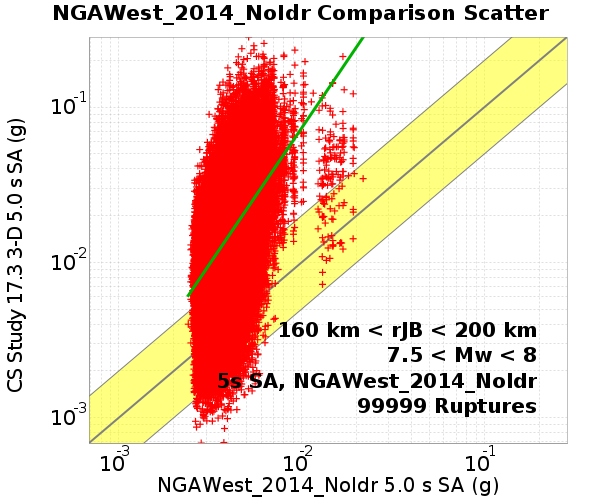 NGAWest_2014_NoIdr Comparison Scatter
CS Study 17.3 3-D 5.0 s SA (g)
10-1
10-2
10-3
160 km < rJB < 200 km
7.5 < Mw < 8
5s SA, NGAWest_2014_NoIdr
99999 Ruptures
10-3 10-2 10-1
NGAWest_2014_NoIdr 5.0 s SA (g)